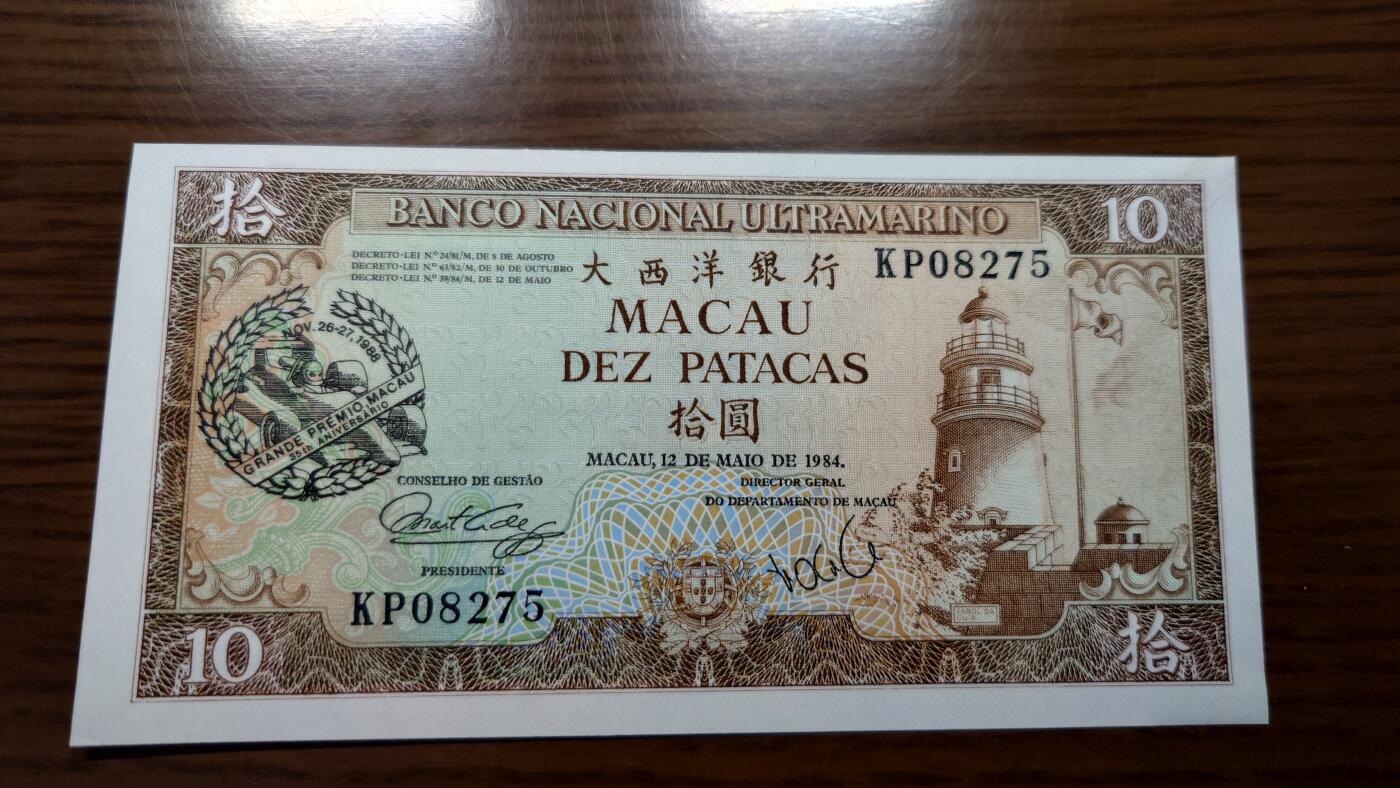 拾
BANCO NACIONAL ULTRAMARINO
10
DECRETO-LEI N.º 24/81/M, DE 8 DE AGOSTO
DECRETO-LEI N.º 63/82/M, DE 30 DE OUTUBRO
DECRETO-LEI N.º 39/84/M, DE 12 DE MAIO
大西洋銀行
KP08275
MACAU
DEZ PATACAS
拾圓
NOV. 26-27, 1988
GRANDE PREMIO MACAU
35th ANIVERSÁRIO
MACAU, 12 DE MAIO DE 1984.
CONSELHO DE GESTÃO
DIRECTOR GERAL
DO DEPARTAMENTO DE MACAU
PRESIDENTE
KP08275
FAROL DA
GUIA
10
拾